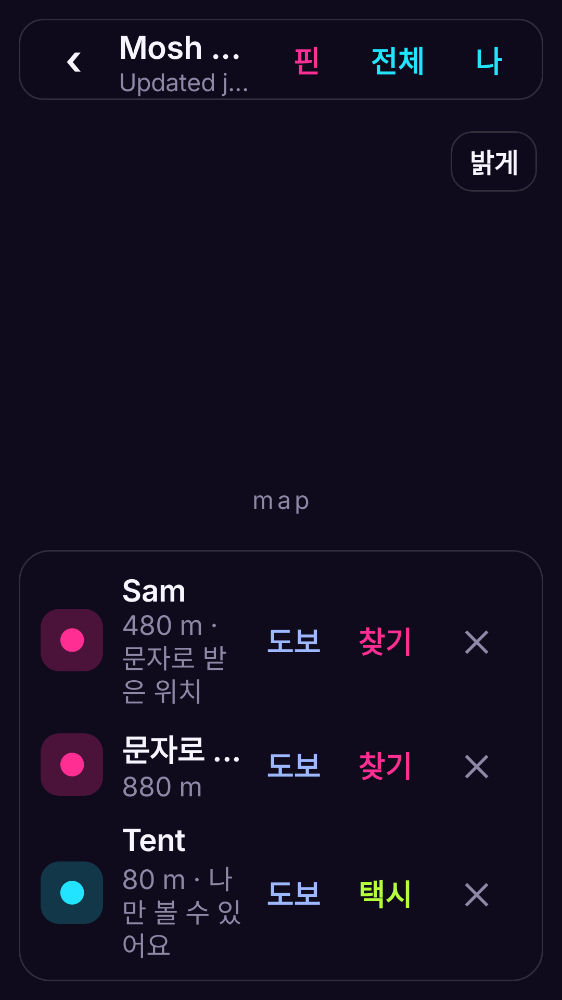 ‹ Mosh ... 핀 전체 나
Updated j...
밝게
map
Sam
480 m ·
문자로 받
은 위치
도보 찾기 ×
문자로 ...
880 m
도보 찾기 ×
Tent
80 m · 나
만 볼 수 있
어요
도보 택시 ×